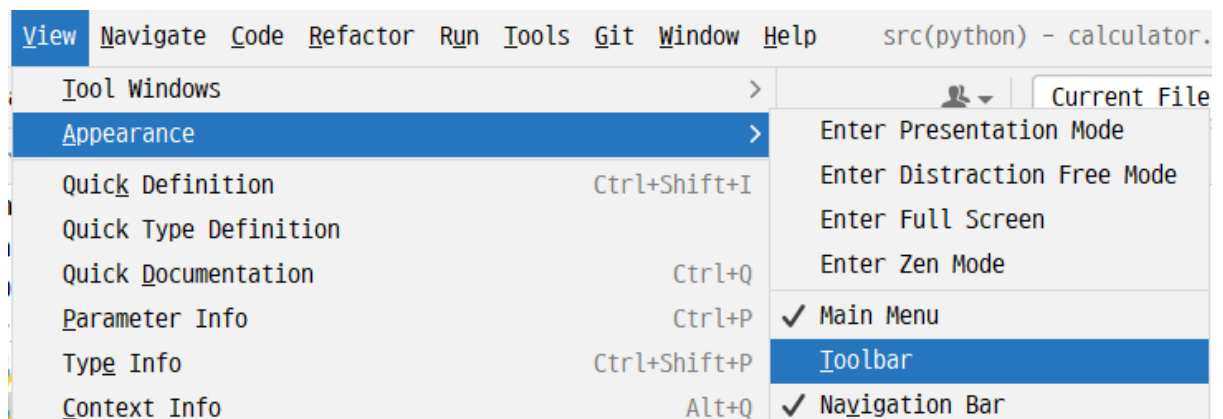 View Navigate Code Refactor Run Tools Git Window Help src(python) - calculator.
Tool Windows
Current File
Appearance
Enter Presentation Mode
Enter Distraction Free Mode
Enter Full Screen
Enter Zen Mode
Main Menu
Toolbar
Navigation Bar
Quick Definition Ctrl+Shift+I
Quick Type Definition
Quick Documentation Ctrl+Q
Parameter Info Ctrl+P
Type Info Ctrl+Shift+P
Context Info Alt+Q